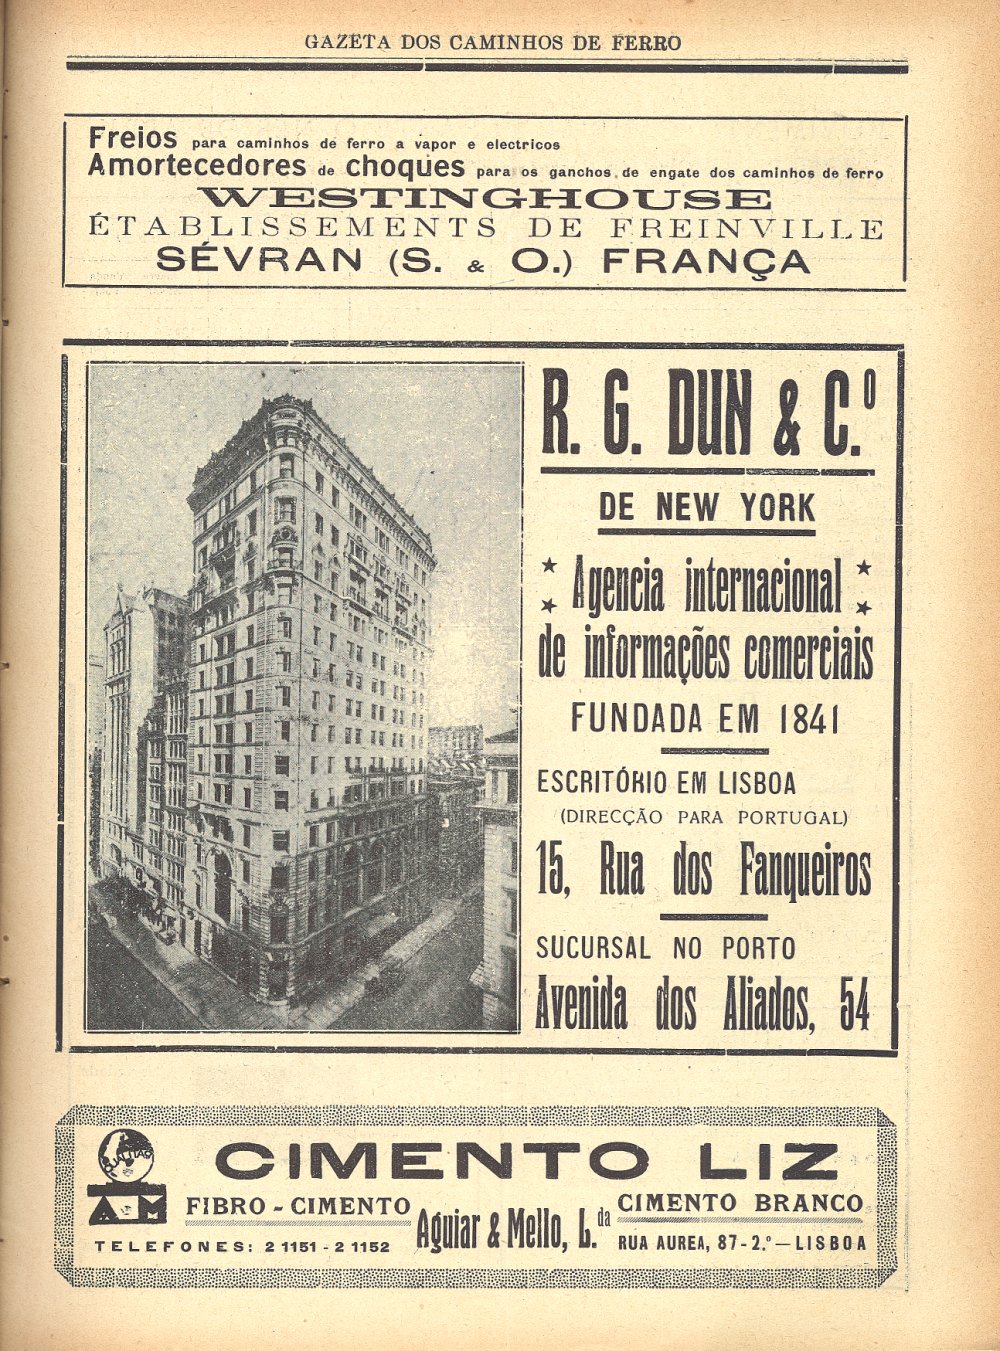 GAZETA DOS CAMINHOS DE FERRO
Freios para caminhos de ferro a vapor e electricos
Amortecedores de choques para os ganchos de engate dos caminhos de ferro
WESTINGHOUSE
ÉTABLISSEMENTS DE FREINVILLE
SÉVRAN (S. & O.) FRANÇA
R. G. DUN & C.º
DE NEW YORK
Agencia internacional
de informações comerciais
FUNDADA EM 1841
ESCRITÓRIO EM LISBOA
(DIRECÇÃO PARA PORTUGAL)
15, Rua dos Fanqueiros
SUCURSAL NO PORTO
Avenida dos Aliados, 54
CIMENTO LIZ
A M
FIBRO - CIMENTO
TELEFONES: 2 1151 - 2 1152
Aguiar & Mello, L.da
CIMENTO BRANCO
RUA AUREA, 87-2.º — LISBOA